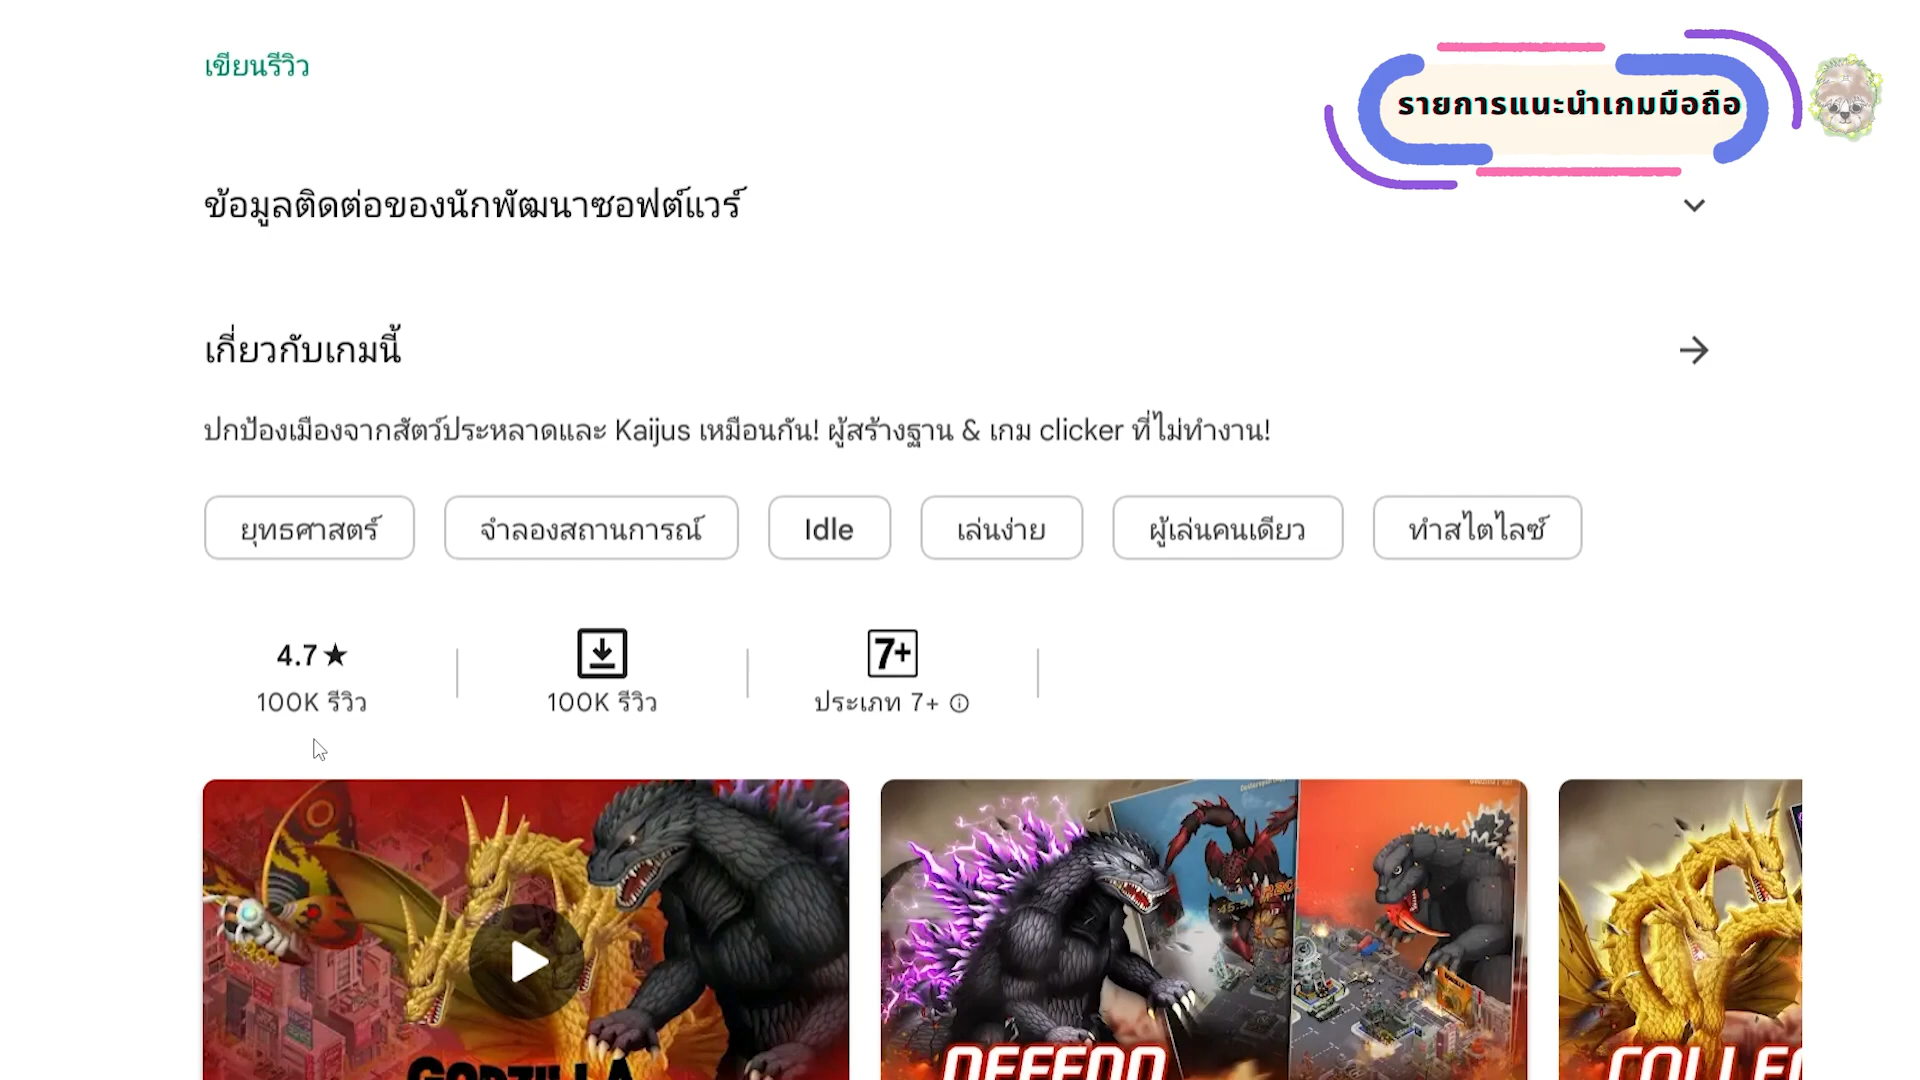 เขียนรีวิว
รายการแนะนำเกมมือถือ
ข้อมูลติดต่อของนักพัฒนาซอฟต์แวร์
เกี่ยวกับเกมนี้
ปกป้องเมืองจากสัตว์ประหลาดและ Kaijus เหมือนกัน! ผู้สร้างฐาน & เกม clicker ที่ไม่ทำงาน!
ยุทธศาสตร์ จำลองสถานการณ์ Idle เล่นง่าย ผู้เล่นคนเดียว ทำสไตไลซ์
4.7★ 7+
100K รีวิว 100K รีวิว ประเภท 7+
GODZILLA DEFEND